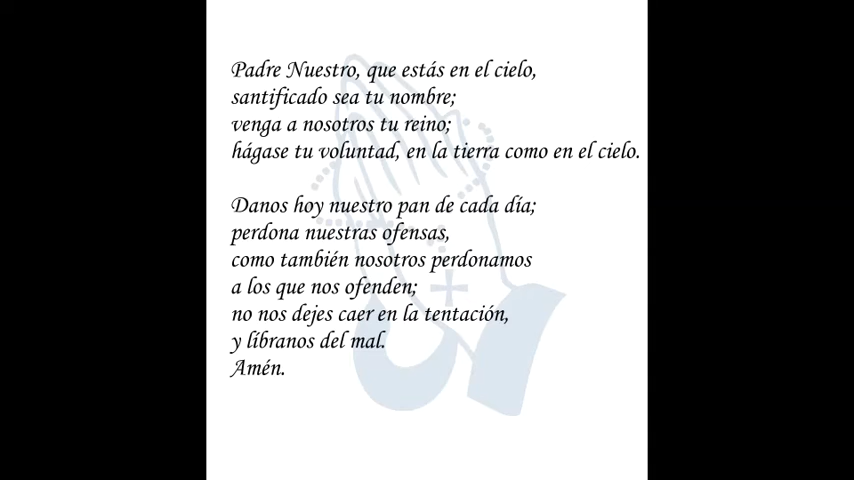 Padre Nuestro, que estás en el cielo,
santificado sea tu nombre;
venga a nosotros tu reino;
hágase tu voluntad, en la tierra como en el cielo.
Danos hoy nuestro pan de cada día;
perdona nuestras ofensas,
como también nosotros perdonamos
a los que nos ofenden;
no nos dejes caer en la tentación,
y líbranos del mal.
Amén.